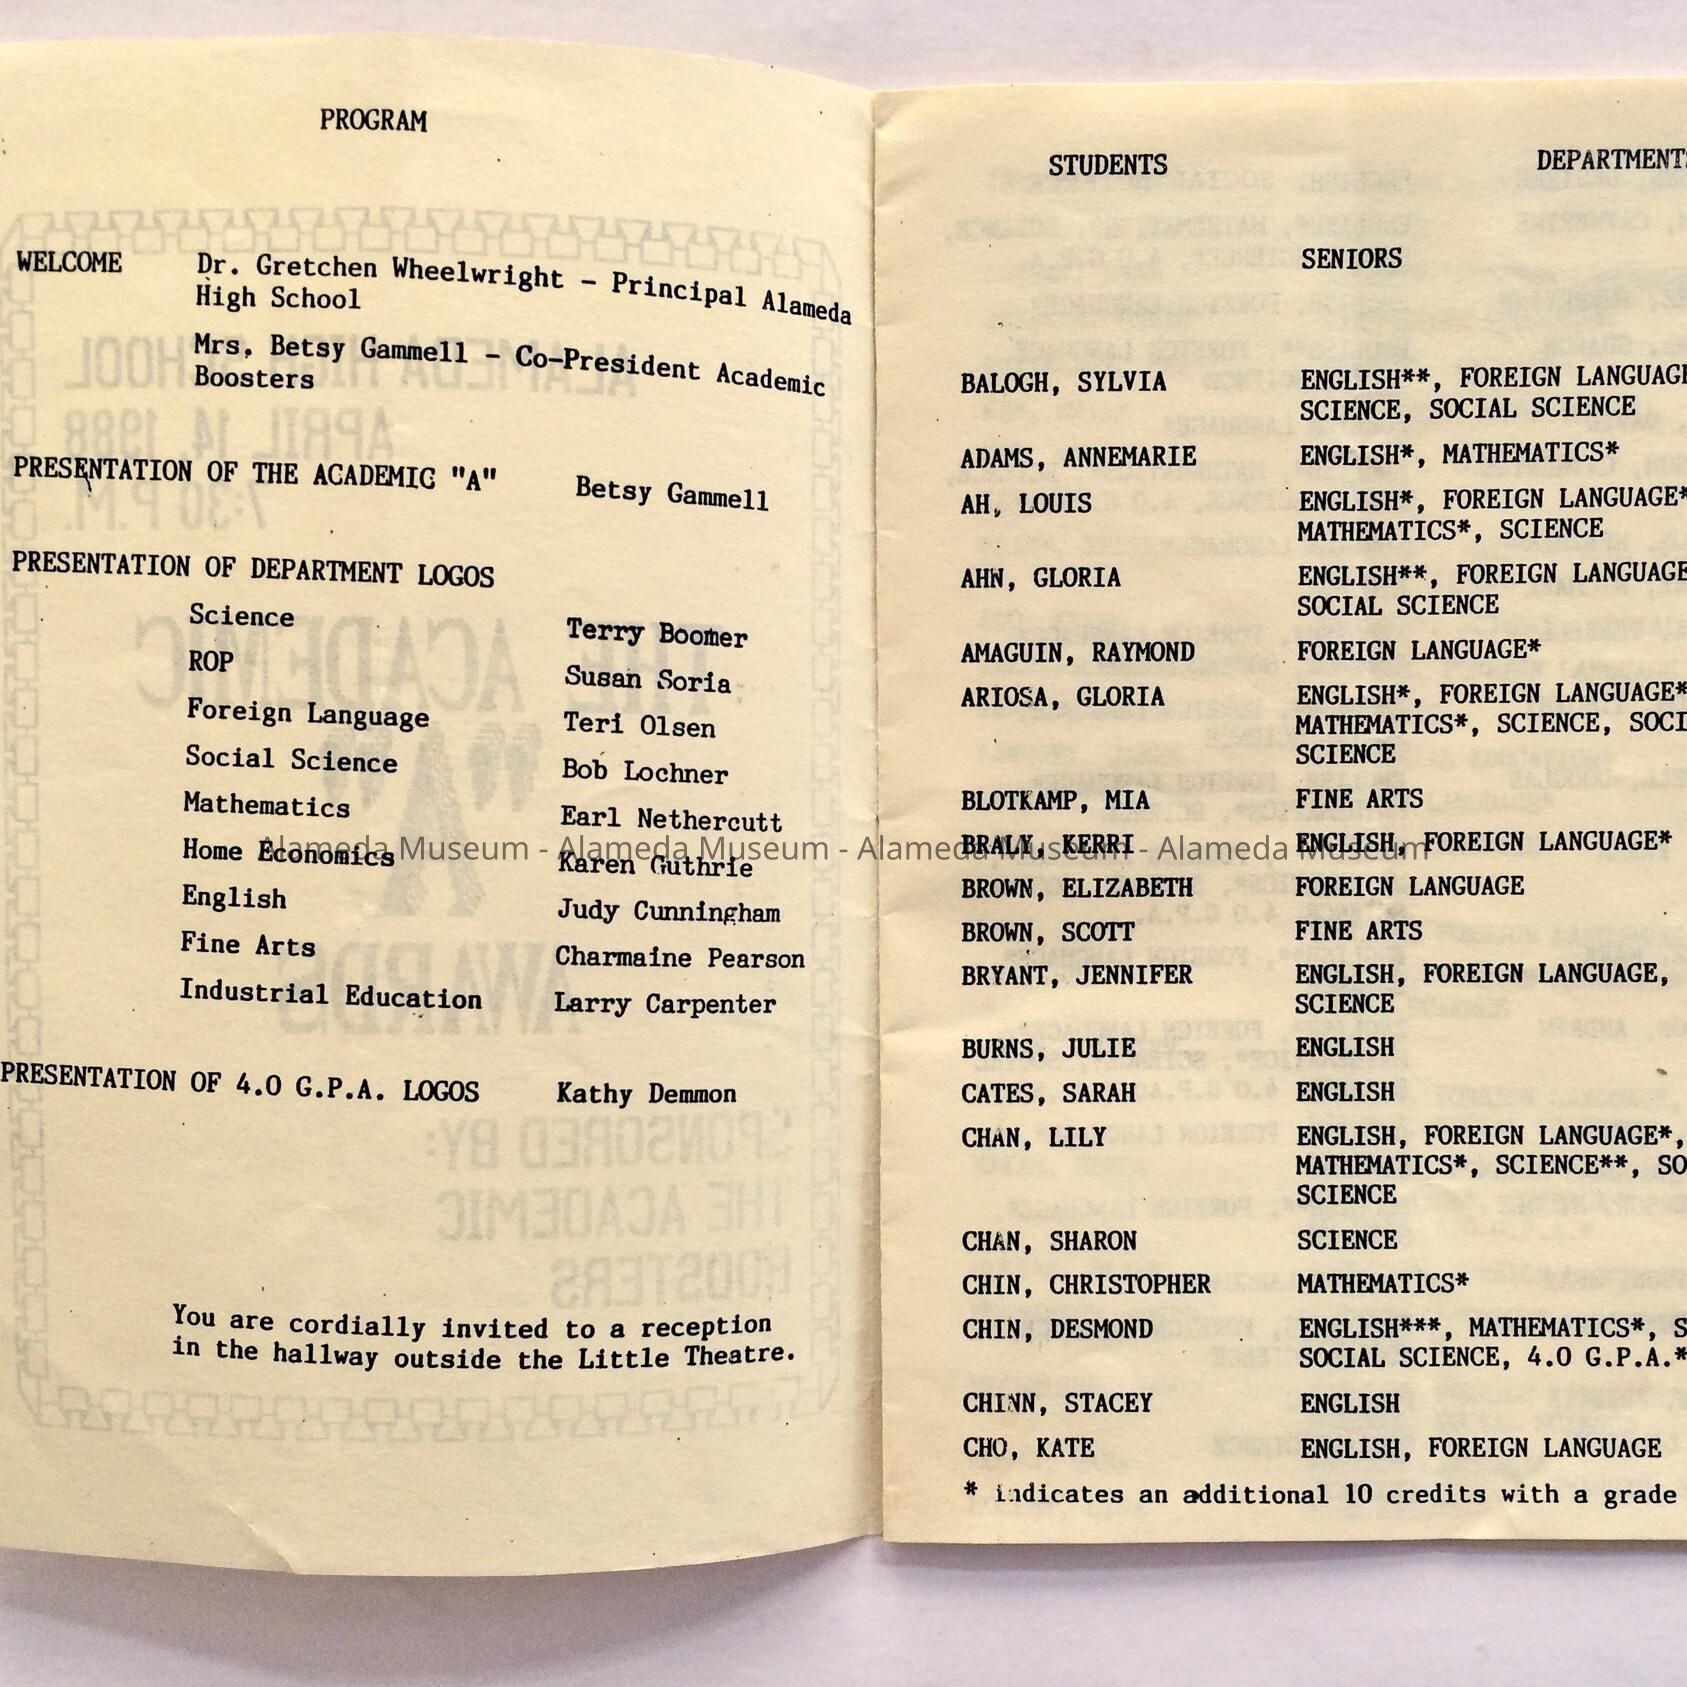 PROGRAM
WELCOME Dr. Gretchen Wheelwright - Principal Alameda
High School
Mrs. Betsy Gammell - Co-President Academic
Boosters
PRESENTATION OF THE ACADEMIC "A" Betsy Gammell
PRESENTATION OF DEPARTMENT LOGOS
Science Terry Boomer
ROP Susan Soria
Foreign Language Teri Olsen
Social Science Bob Lochner
Mathematics Earl Nethercutt
Home Economics Karen Guthrie
English Judy Cunningham
Fine Arts Charmaine Pearson
Industrial Education Larry Carpenter
PRESENTATION OF 4.0 G.P.A. LOGOS Kathy Demmon
You are cordially invited to a reception
in the hallway outside the Little Theatre.
STUDENTS DEPARTMENTS
SENIORS
BALOGH, SYLVIA ENGLISH**, FOREIGN LANGUAGE
SCIENCE, SOCIAL SCIENCE
ADAMS, ANNEMARIE ENGLISH*, MATHEMATICS*
AH, LOUIS ENGLISH*, FOREIGN LANGUAGE*
MATHEMATICS*, SCIENCE
AHN, GLORIA ENGLISH**, FOREIGN LANGUAGE
SOCIAL SCIENCE
AMAGUIN, RAYMOND FOREIGN LANGUAGE*
ARIOSA, GLORIA ENGLISH*, FOREIGN LANGUAGE*
MATHEMATICS*, SCIENCE, SOCI
SCIENCE
BLOTKAMP, MIA FINE ARTS
BRALY, KERRI ENGLISH, FOREIGN LANGUAGE*
BROWN, ELIZABETH FOREIGN LANGUAGE
BROWN, SCOTT FINE ARTS
BRYANT, JENNIFER ENGLISH, FOREIGN LANGUAGE,
SCIENCE
BURNS, JULIE ENGLISH
CATES, SARAH ENGLISH
CHAN, LILY ENGLISH, FOREIGN LANGUAGE*,
MATHEMATICS*, SCIENCE**, SO
SCIENCE
CHAN, SHARON SCIENCE
CHIN, CHRISTOPHER MATHEMATICS*
CHIN, DESMOND ENGLISH***, MATHEMATICS*, S
SOCIAL SCIENCE, 4.0 G.P.A.*
CHINN, STACEY ENGLISH
CHO, KATE ENGLISH, FOREIGN LANGUAGE
* indicates an additional 10 credits with a grade
Alameda Museum - Alameda Museum - Alameda Museum - Alameda Museum